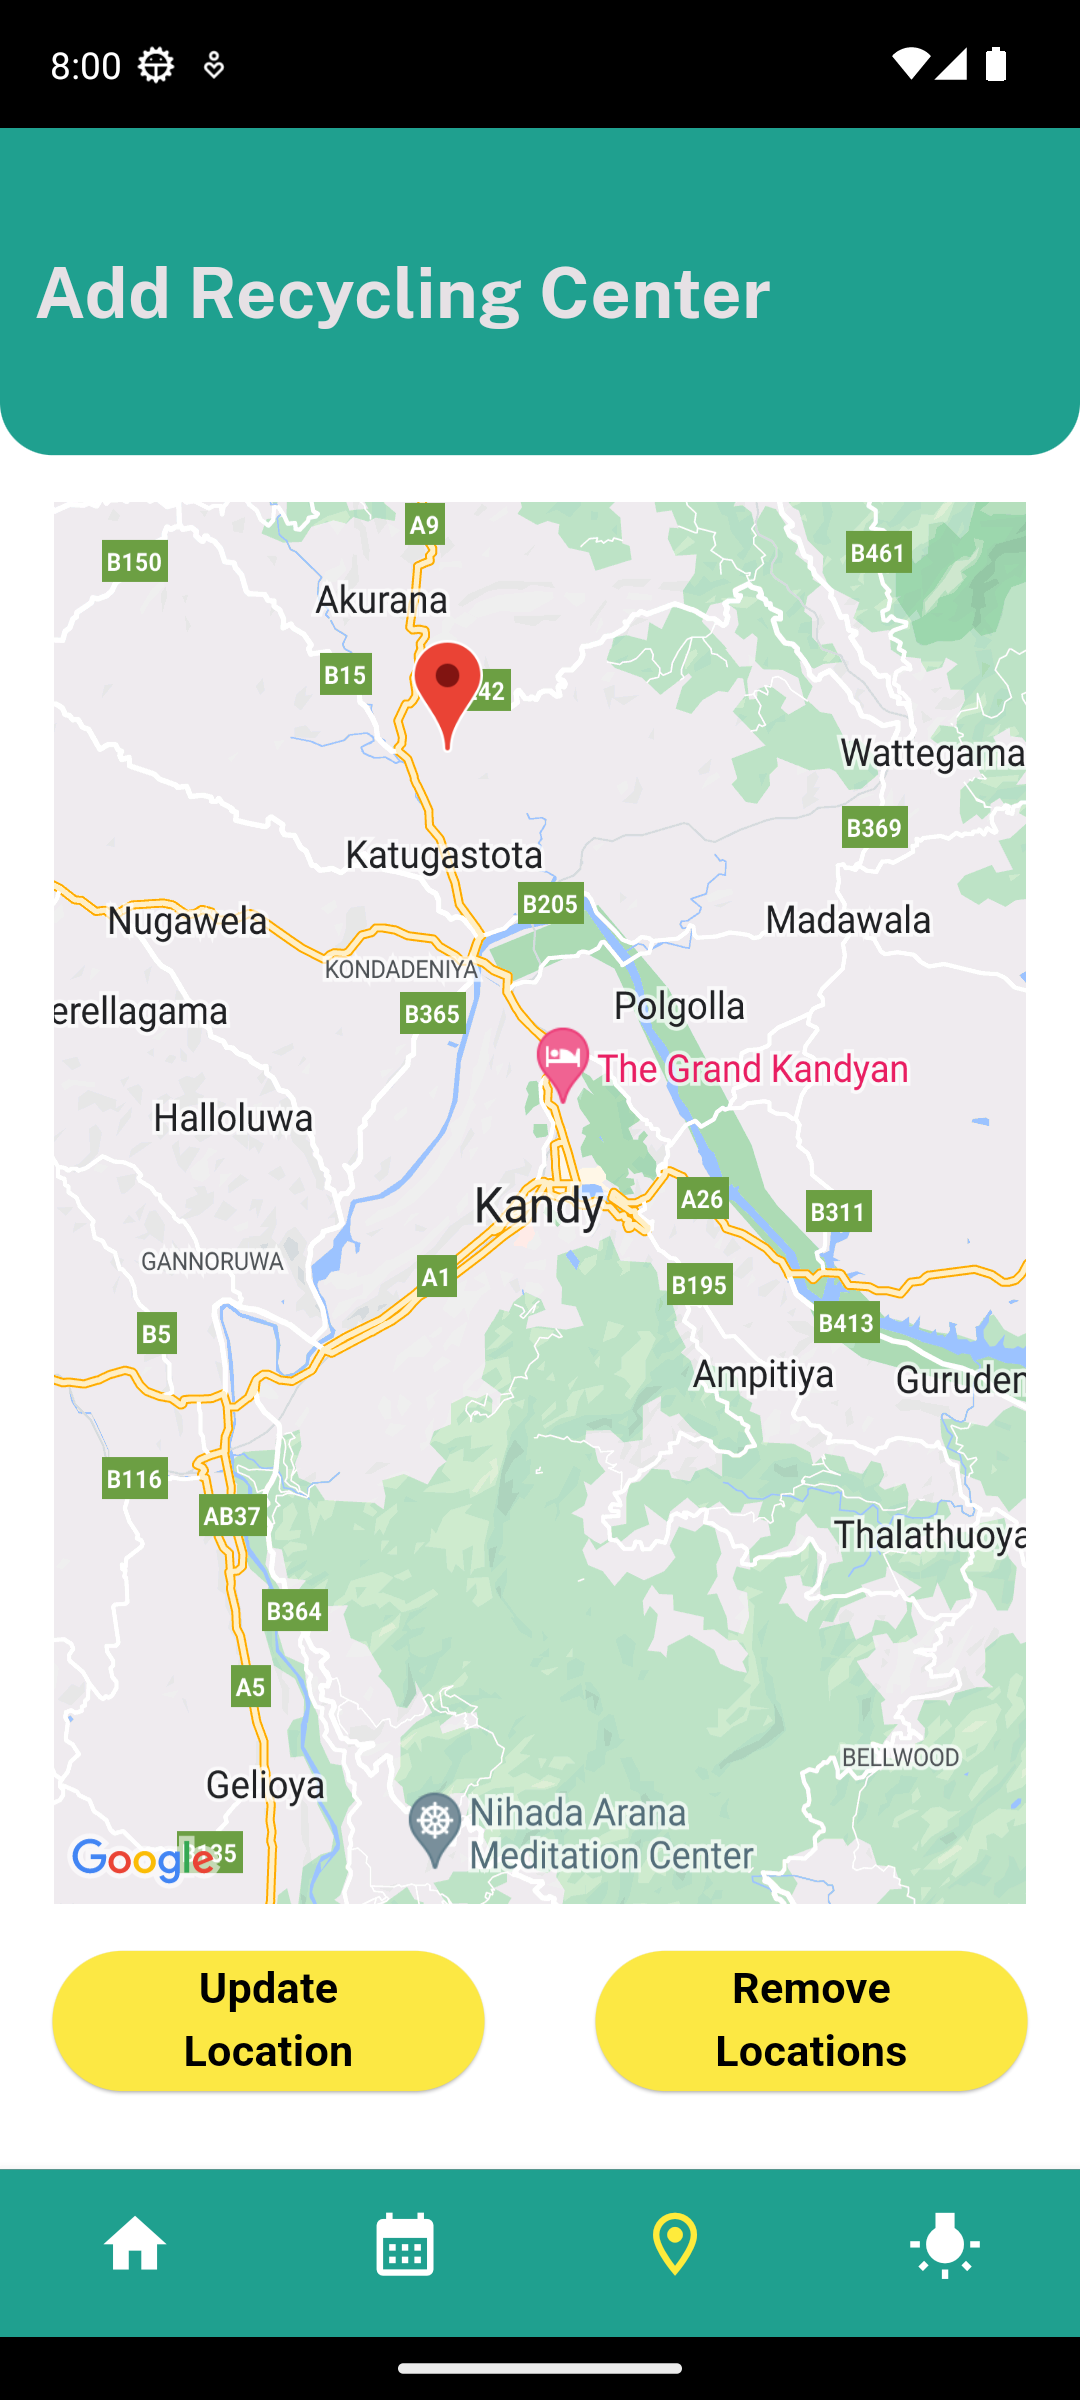 8:00
Add Recycling Center
A9
B150
B461
Akurana
B15
42
Wattegama
B369
Katugastota
B205
Nugawela
Madawala
KONDADENIYA
erellagama
B365
Polgolla
The Grand Kandyan
Halloluwa
Kandy
A26
B311
GANNORUWA
A1
B195
B5
B413
Ampitiya
Guruden
B116
AB37
Thalathuoya
B364
A5
BELLWOOD
Gelioya
Nihada Arana
Meditation Center
Google
35
Update
Location
Remove
Locations